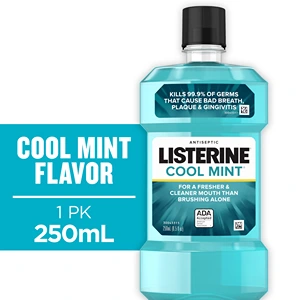 COOL MINT
FLAVOR
1 PK
250mL
KILLS 99.9% OF GERMS
THAT CAUSE BAD BREATH,
PLAQUE & GINGIVITIS
ANTISEPTIC
LISTERINE
COOL MINT
FOR A FRESHER &
CLEANER MOUTH THAN
BRUSHING ALONE
ADA
Accepted